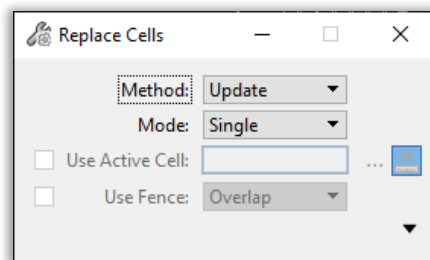 Replace Cells
Method: Update
Mode: Single
Use Active Cell: ...
Use Fence: Overlap